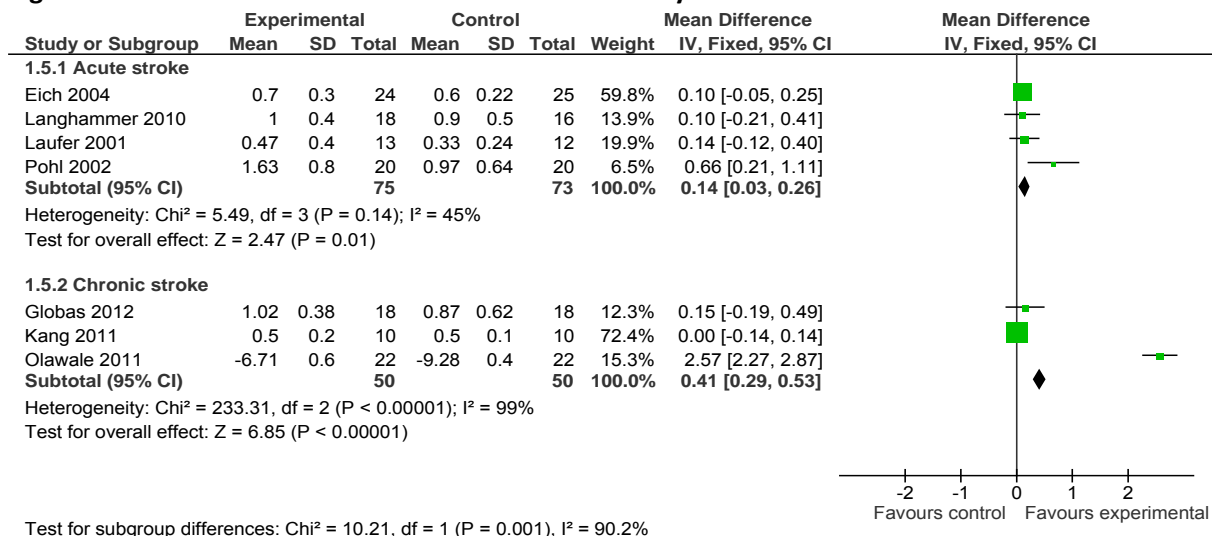 Experimental Control Mean Difference Mean Difference
Study or Subgroup Mean SD Total Mean SD Total Weight IV, Fixed, 95% CI IV, Fixed, 95% CI
1.5.1 Acute stroke
Eich 2004 0.7 0.3 24 0.6 0.22 25 59.8% 0.10 [-0.05, 0.25]
Langhammer 2010 1 0.4 18 0.9 0.5 16 13.9% 0.10 [-0.21, 0.41]
Laufer 2001 0.47 0.4 13 0.33 0.24 12 19.9% 0.14 [-0.12, 0.40]
Pohl 2002 1.63 0.8 20 0.97 0.64 20 6.5% 0.66 [0.21, 1.11]
Subtotal (95% CI) 75 73 100.0% 0.14 [0.03, 0.26]
Heterogeneity: Chi² = 5.49, df = 3 (P = 0.14); I² = 45%
Test for overall effect: Z = 2.47 (P = 0.01)
1.5.2 Chronic stroke
Globas 2012 1.02 0.38 18 0.87 0.62 18 12.3% 0.15 [-0.19, 0.49]
Kang 2011 0.5 0.2 10 0.5 0.1 10 72.4% 0.00 [-0.14, 0.14]
Olawale 2011 -6.71 0.6 22 -9.28 0.4 22 15.3% 2.57 [2.27, 2.87]
Subtotal (95% CI) 50 50 100.0% 0.41 [0.29, 0.53]
Heterogeneity: Chi² = 233.31, df = 2 (P < 0.00001); I² = 99%
Test for overall effect: Z = 6.85 (P < 0.00001)
-2 -1 0 1 2
Favours control Favours experimental
Test for subgroup differences: Chi² = 10.21, df = 1 (P = 0.001), I² = 90.2%